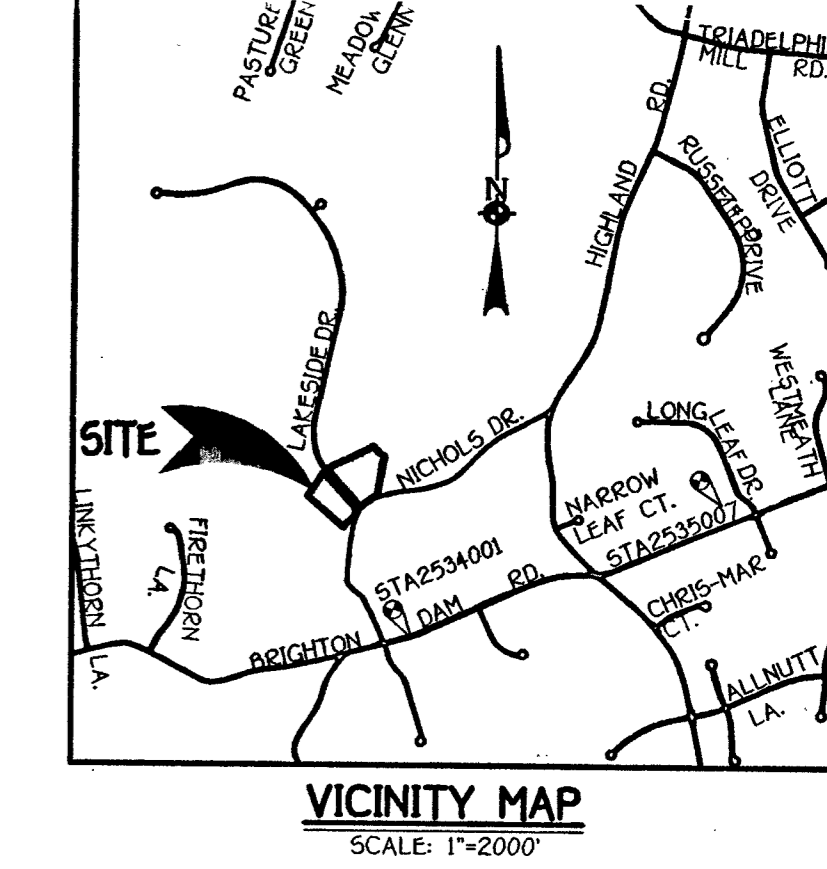 PASTURE
GREEN
MEADOW
GLENN
TRIADELPHI
MILL RD.
HIGHLAND RD.
ELLIOTT
DRIVE
DRIVE
N
LAKESIDE DR.
SITE
NICHOLS DR.
LONG LEAF DR.
WESTMEATH
LANE
NARROW
LEAF CT.
STA2535007
LINKYTHORN LA.
FIRETHORN
LA.
STA2534001
BRIGHTON DAM RD.
CHRIS-MAR
CT.
ALLNUTT
LA.
VICINITY MAP
SCALE: 1"=2000'